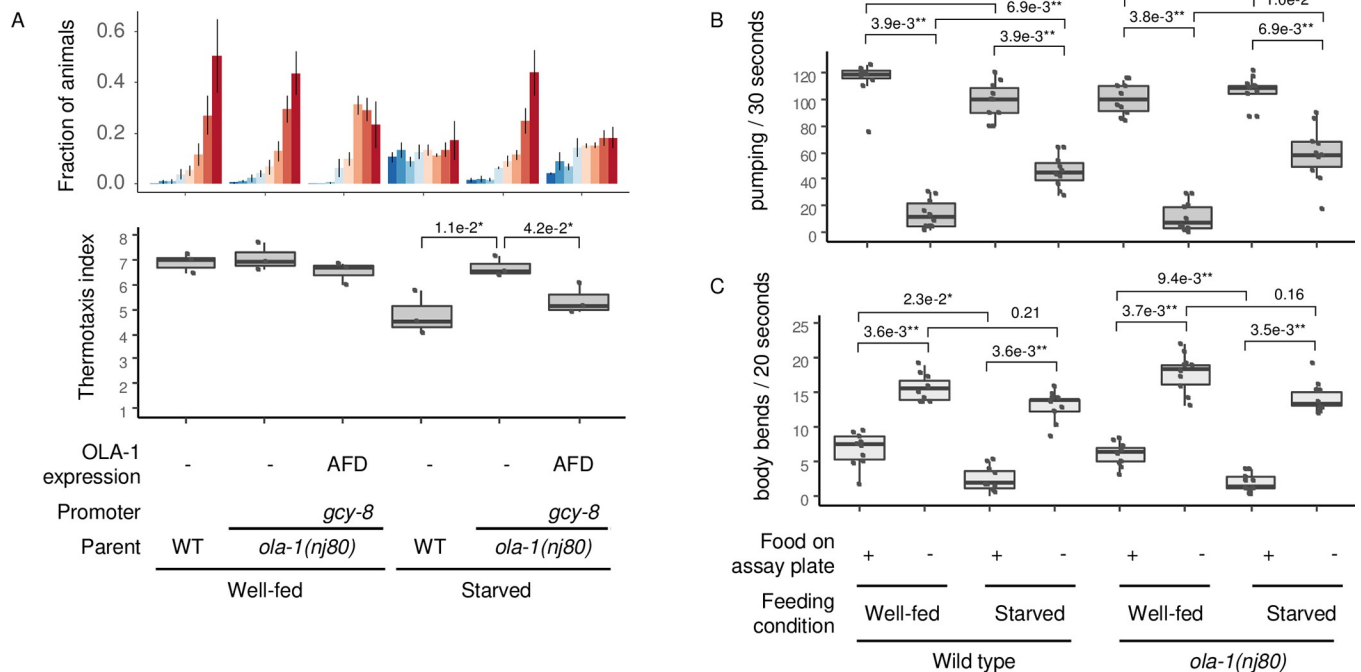 A
Fraction of animals
0.6
0.4
0.2
0.0
Thermotaxis index
8
7
6
5
4
3
2
1
1.1e-2*
4.2e-2*
OLA-1
expression
- - AFD - - AFD
Promoter
gcy-8 gcy-8
Parent
WT ola-1(nj80) WT ola-1(nj80)
Well-fed Starved
B
pumping / 30 seconds
120
100
80
60
40
20
0
6.9e-3**
3.9e-3**
3.9e-3**
3.8e-3**
6.9e-3**
C
body bends / 20 seconds
25
20
15
10
5
0
2.3e-2*
3.6e-3**
0.21
3.6e-3**
9.4e-3**
3.7e-3**
0.16
3.5e-3**
Food on
assay plate
+ - + - + - + -
Feeding
condition
Well-fed Starved Well-fed Starved
Wild type ola-1(nj80)